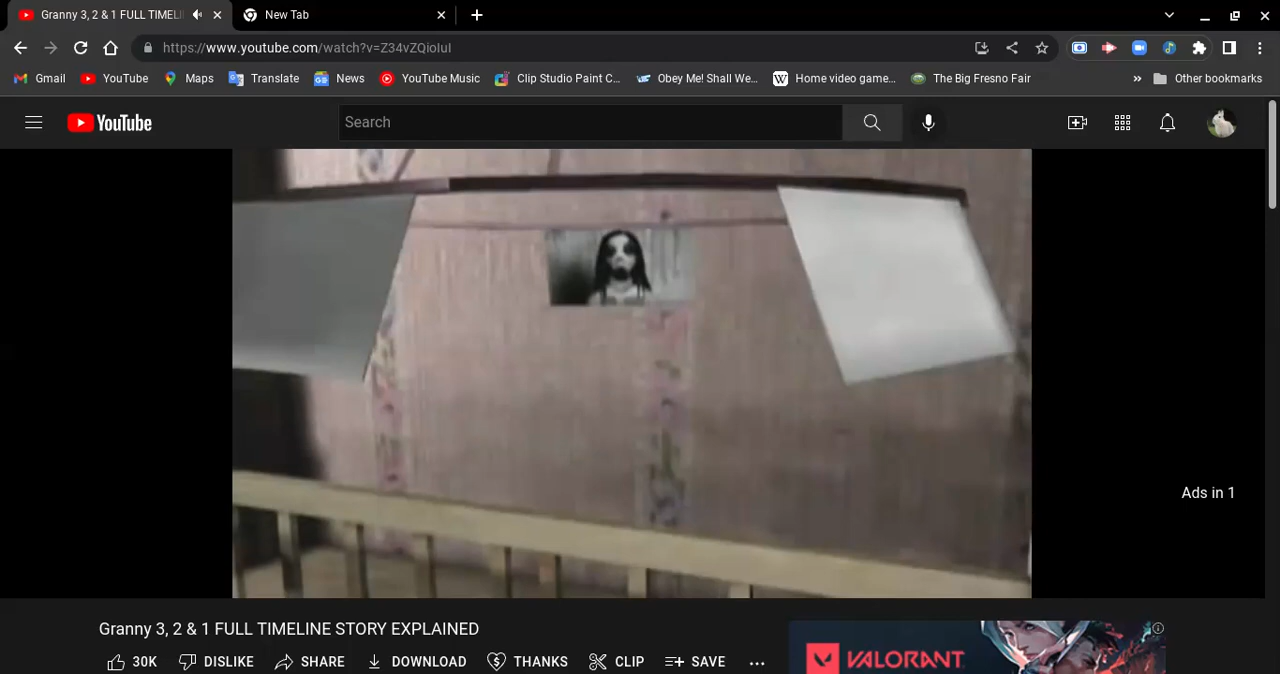 Granny 3, 2 & 1 FULL TIMELI
New Tab
https://www.youtube.com/watch?v=Z34vZQioIuI
Gmail
YouTube
Maps
Translate
News
YouTube Music
Clip Studio Paint C...
Obey Me! Shall We...
Home video game...
The Big Fresno Fair
Other bookmarks
YouTube
Search
Ads in 1
Granny 3, 2 & 1 FULL TIMELINE STORY EXPLAINED
30K
DISLIKE
SHARE
DOWNLOAD
THANKS
CLIP
SAVE
VALORANT